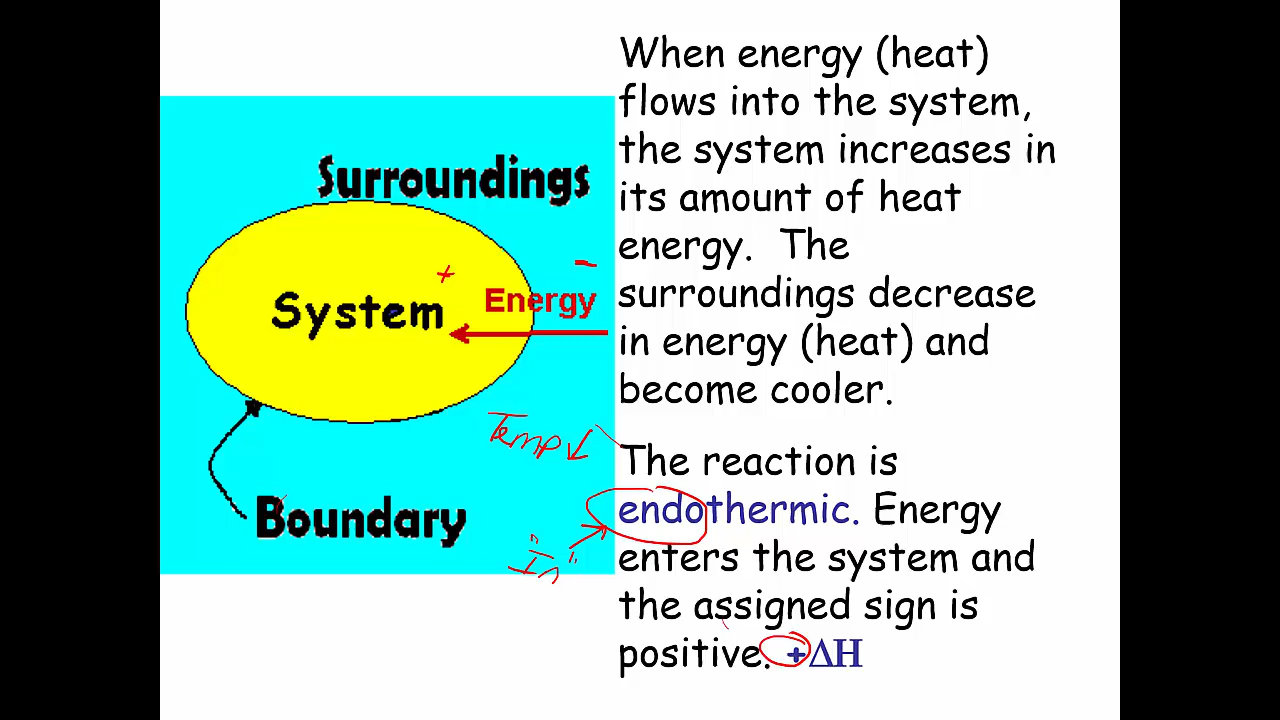 When energy (heat)
flows into the system,
the system increases in
its amount of heat
energy. The
surroundings decrease
in energy (heat) and
become cooler.
The reaction is
endothermic. Energy
enters the system and
the assigned sign is
positive. +ΔH
Surroundings
+
−
Energy
System
Temp ↓
Boundary
"In"